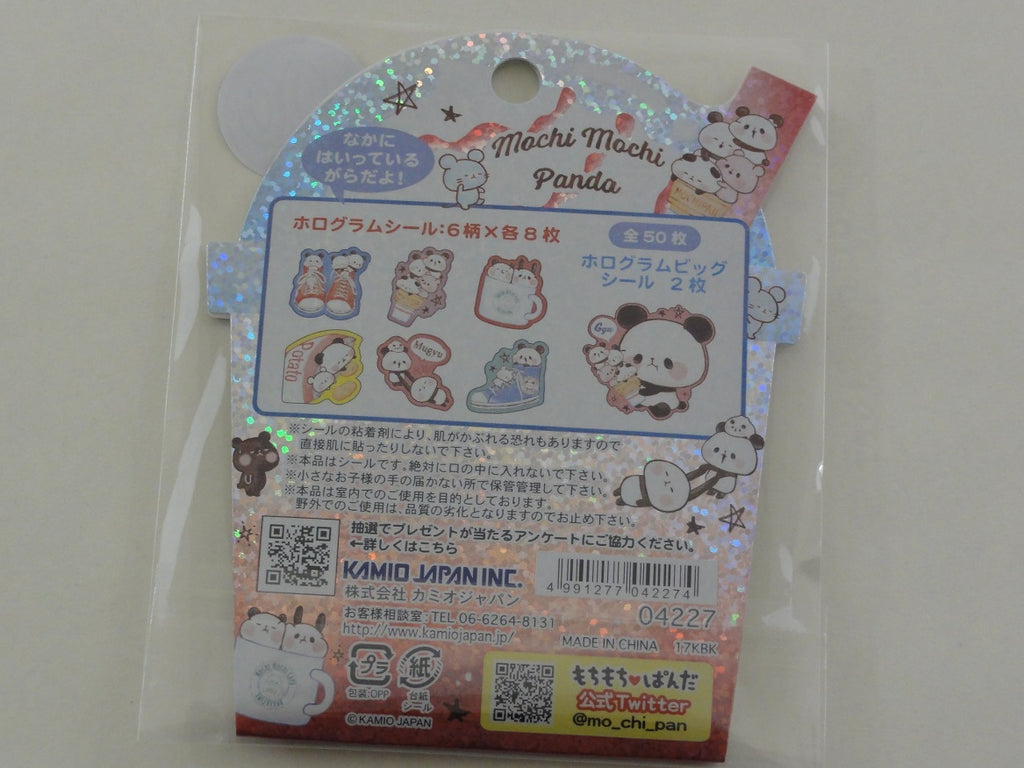 Mochi Mochi
Panda
なかに
はいっている
がらだよ!
ホログラムシール:6柄×各8枚
全50枚
ホログラムビッグ
シール 2枚
Potato
Mugyu
Gyu
※シールの粘着剤により、肌がかぶれる恐れもありますので
直接肌に貼ったりしないで下さい。
※本品はシールです。絶対に口の中に入れないで下さい。
※小さなお子様の手の届かない所で保管管理して下さい。
※本品は室内でのご使用を目的としております。
野外でのご使用は、品質の劣化となりますのでお止め下さい。
抽選でプレゼントが当たるアンケートにご協力ください。
←詳しくはこちら
KAMIO JAPAN INC.
株式会社 カミオジャパン
お客様相談室:TEL 06-6264-8131
http://www.kamiojapan.jp/
4 991277 042274
04227
MADE IN CHINA 17KBK
プラ
包装:OPP
紙
台紙
シール
©KAMIO JAPAN
もちもち♥ぱんだ
公式Twitter
@mo_chi_pan